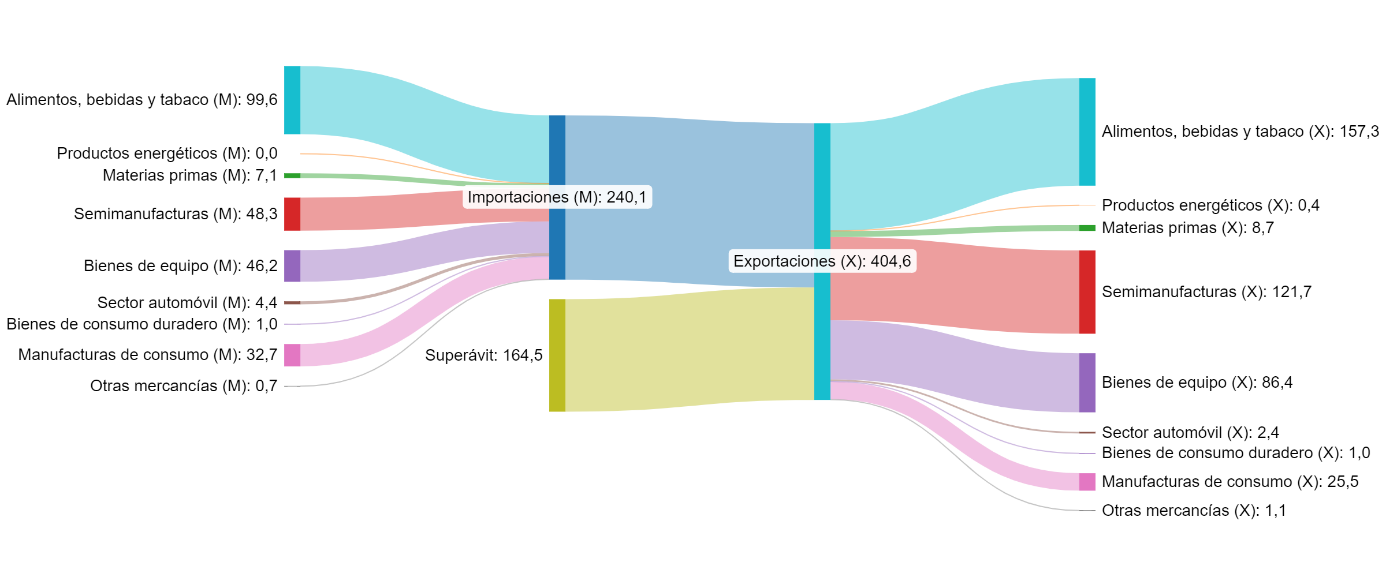 Alimentos, bebidas y tabaco (M): 99,6
Productos energéticos (M): 0,0
Materias primas (M): 7,1
Semimanufacturas (M): 48,3
Bienes de equipo (M): 46,2
Sector automóvil (M): 4,4
Bienes de consumo duradero (M): 1,0
Manufacturas de consumo (M): 32,7
Otras mercancías (M): 0,7
Importaciones (M): 240,1
Superávit: 164,5
Exportaciones (X): 404,6
Alimentos, bebidas y tabaco (X): 157,3
Productos energéticos (X): 0,4
Materias primas (X): 8,7
Semimanufacturas (X): 121,7
Bienes de equipo (X): 86,4
Sector automóvil (X): 2,4
Bienes de consumo duradero (X): 1,0
Manufacturas de consumo (X): 25,5
Otras mercancías (X): 1,1